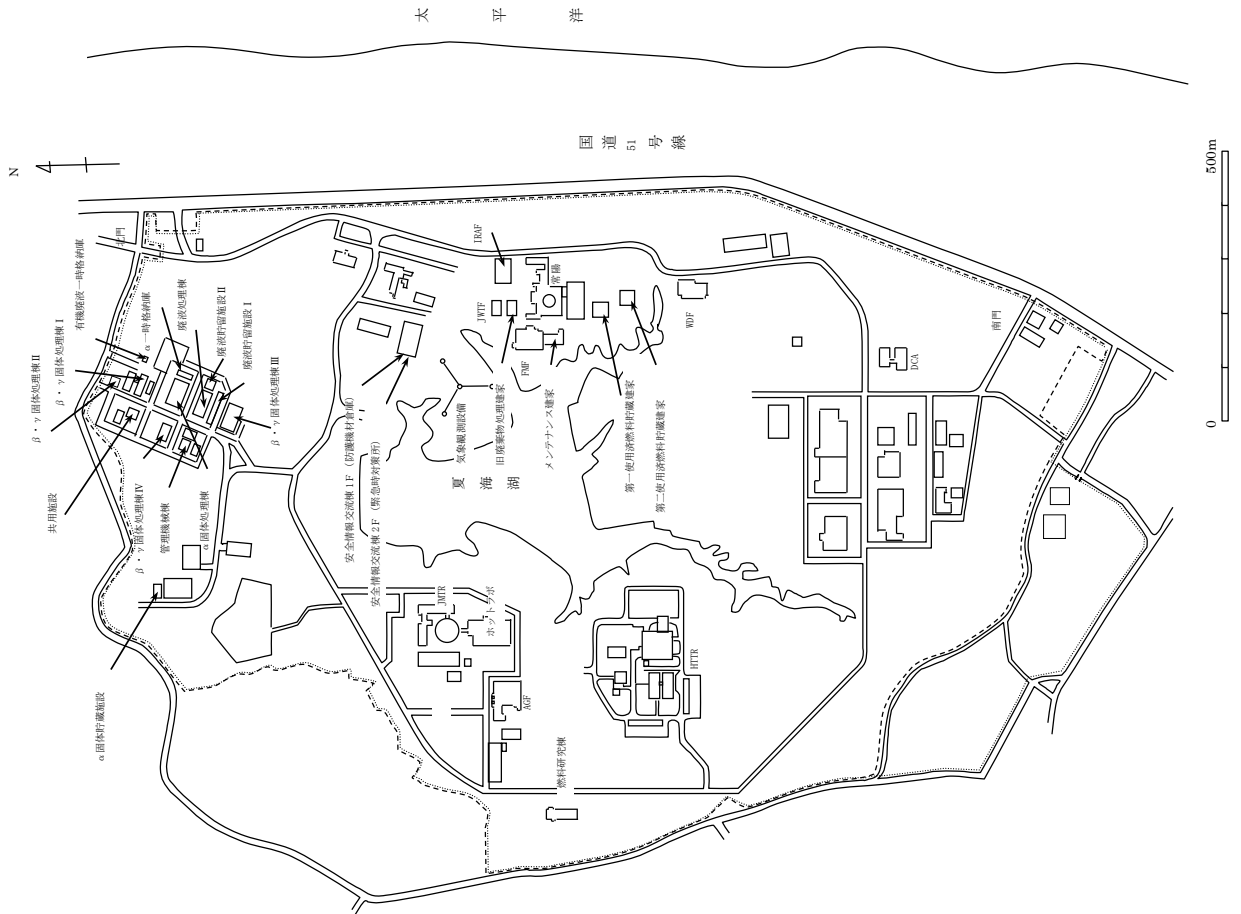 太平洋
国道51号線
N
500m
0
北門
有機廃液一時格納庫
α一時格納庫
廃液処理棟
廃液貯留施設Ⅱ
廃液貯留施設Ⅰ
β・γ固体処理棟Ⅰ
β・γ固体処理棟Ⅱ
β・γ固体処理棟Ⅲ
共用施設
β・γ固体処理棟Ⅳ
管理機械棟
α固体処理棟
α固体貯蔵施設
IRAF
常陽
JWTF
FMF
WDF
気象観測設備
旧廃棄物処理建家
メンテナンス建家
第一使用済燃料貯蔵建家
第二使用済燃料貯蔵建家
安全情報交流棟1F（防護機材倉庫）
安全情報交流棟2F（緊急時対策所）
夏海湖
JMTR
ホットラボ
AGF
燃料研究棟
HTTR
DCA
南門